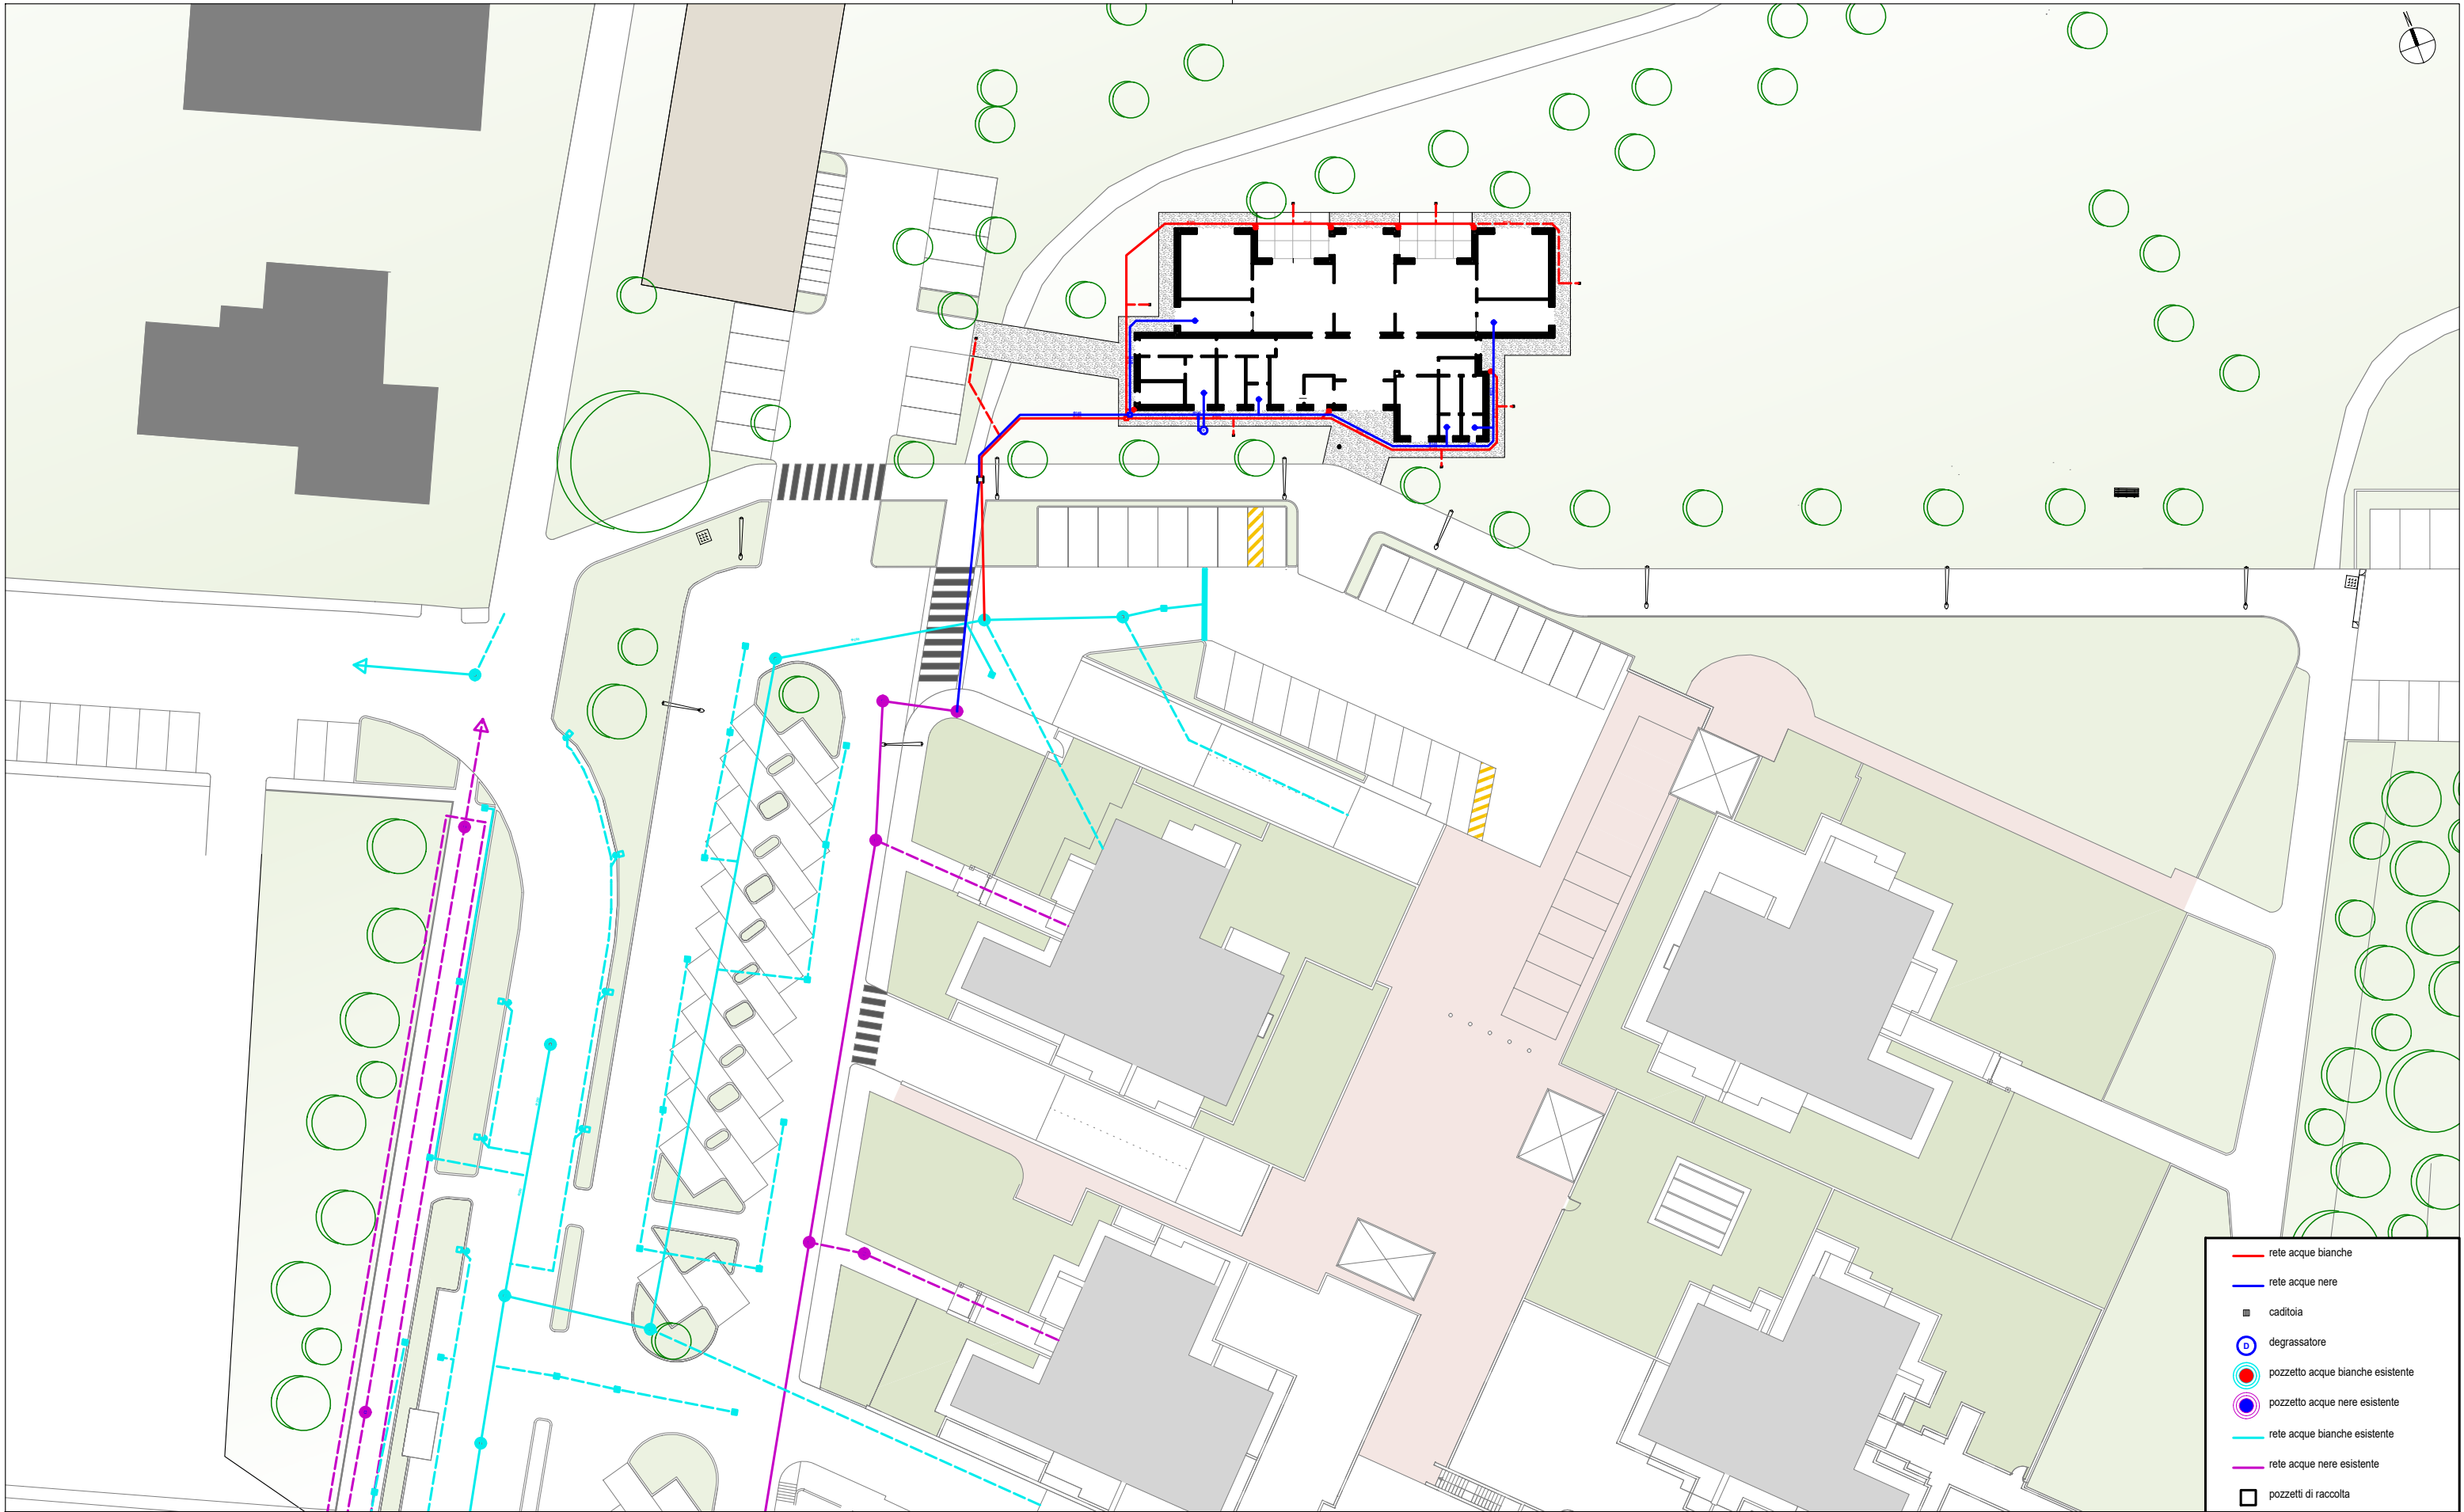 rete acque bianche
rete acque nere
caditoia
D
degrassatore
pozzetto acque bianche esistente
pozzetto acque nere esistente
rete acque bianche esistente
rete acque nere esistente
pozzetti di raccolta